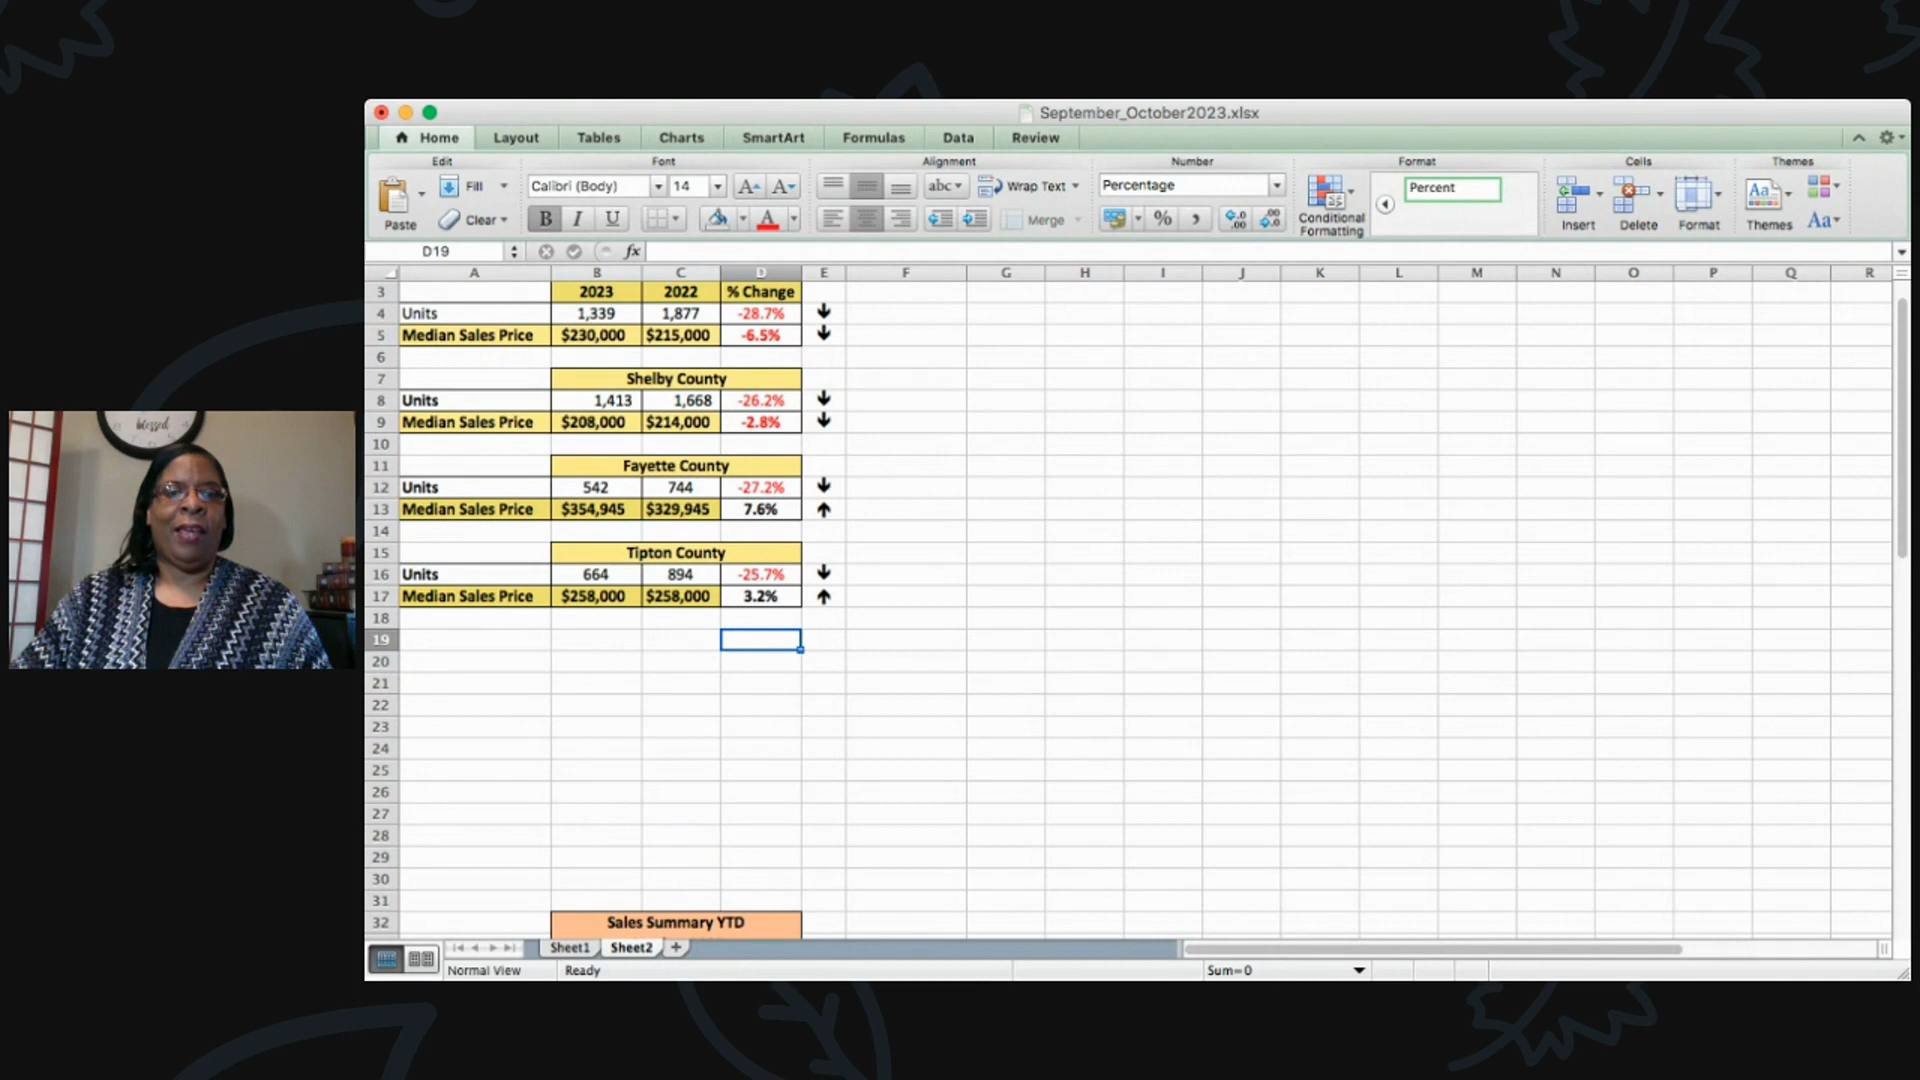 September_October2023.xlsx
Home Layout Tables Charts SmartArt Formulas Data Review
Edit Font Alignment Number Format Cells Themes
Fill Calibri (Body) 14 abc Wrap Text Percentage Percent
Paste Clear B I U A Merge % Conditional Formatting Insert Delete Format Themes Aa
D19 fx
A B C D E F G H I J K L M N O P Q R
3 2023 2022 % Change
4 Units 1,339 1,877 -28.7%
5 Median Sales Price $230,000 $215,000 -6.5%
6
7 Shelby County
8 Units 1,413 1,668 -26.2%
9 Median Sales Price $208,000 $214,000 -2.8%
10
11 Fayette County
12 Units 542 744 -27.2%
13 Median Sales Price $354,945 $329,945 7.6%
14
15 Tipton County
16 Units 664 894 -25.7%
17 Median Sales Price $258,000 $258,000 3.2%
18
19
20
21
22
23
24
25
26
27
28
29
30
31
32 Sales Summary YTD
Sheet1 Sheet2 +
Normal View Ready Sum=0
blessed